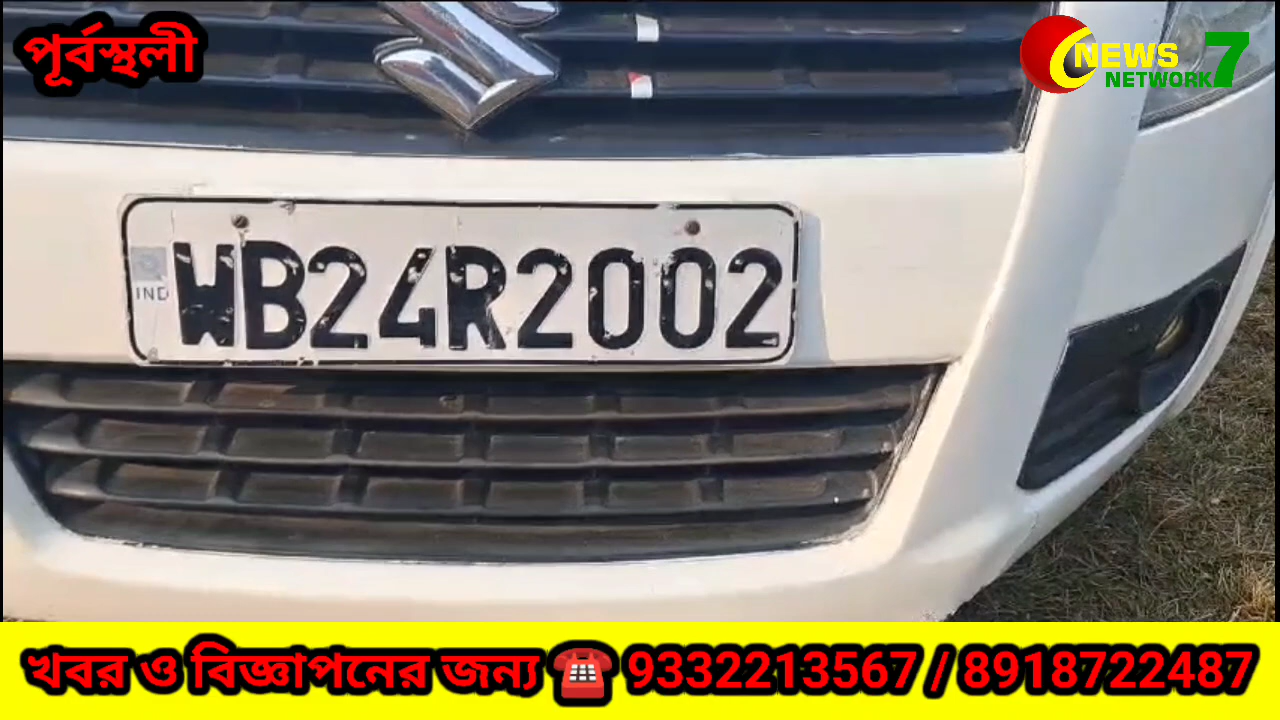 পূর্বস্থলী
NEWS
NETWORK 7
IND
WB24R2002
খবর ও বিজ্ঞাপনের জন্য ☎ 9332213567 / 8918722487